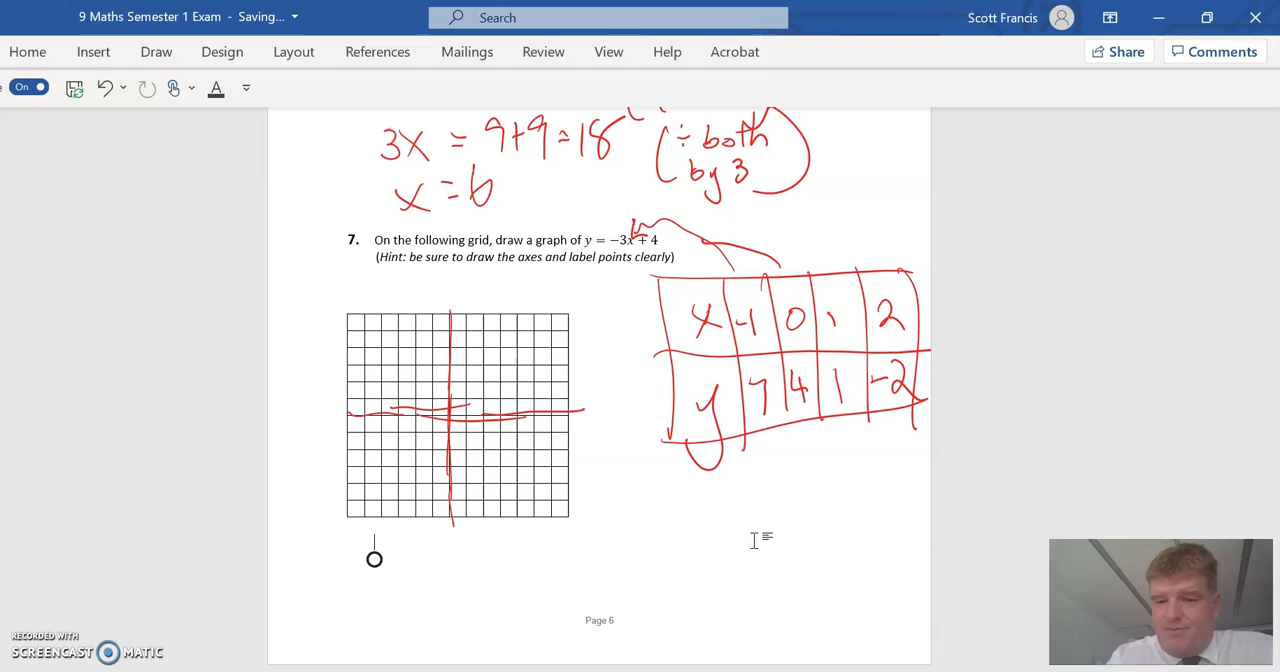 9 Maths Semester 1 Exam - Saving...
Search
Scott Francis
Home Insert Draw Design Layout References Mailings Review View Help Acrobat
Share Comments
On
3x = 9+9 = 18 (÷ both
by 3)
x = 6
7. On the following grid, draw a graph of y = −3x + 4
(Hint: be sure to draw the axes and label points clearly)
x -1 0 1 2
y 7 4 1 -2
Page 6
RECORDED WITH
SCREENCAST MATIC